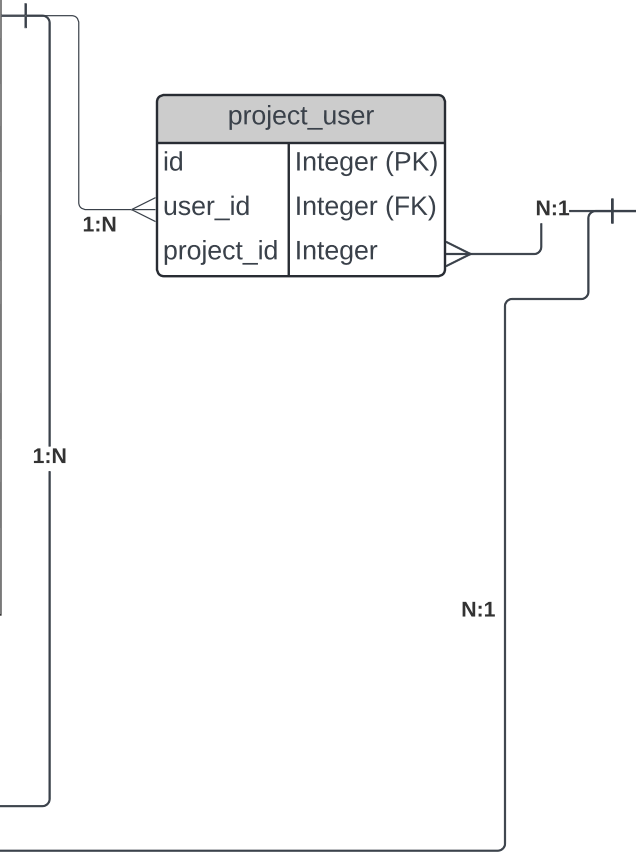 project_user
id Integer (PK)
user_id Integer (FK)
project_id Integer
1:N
N:1
1:N
N:1